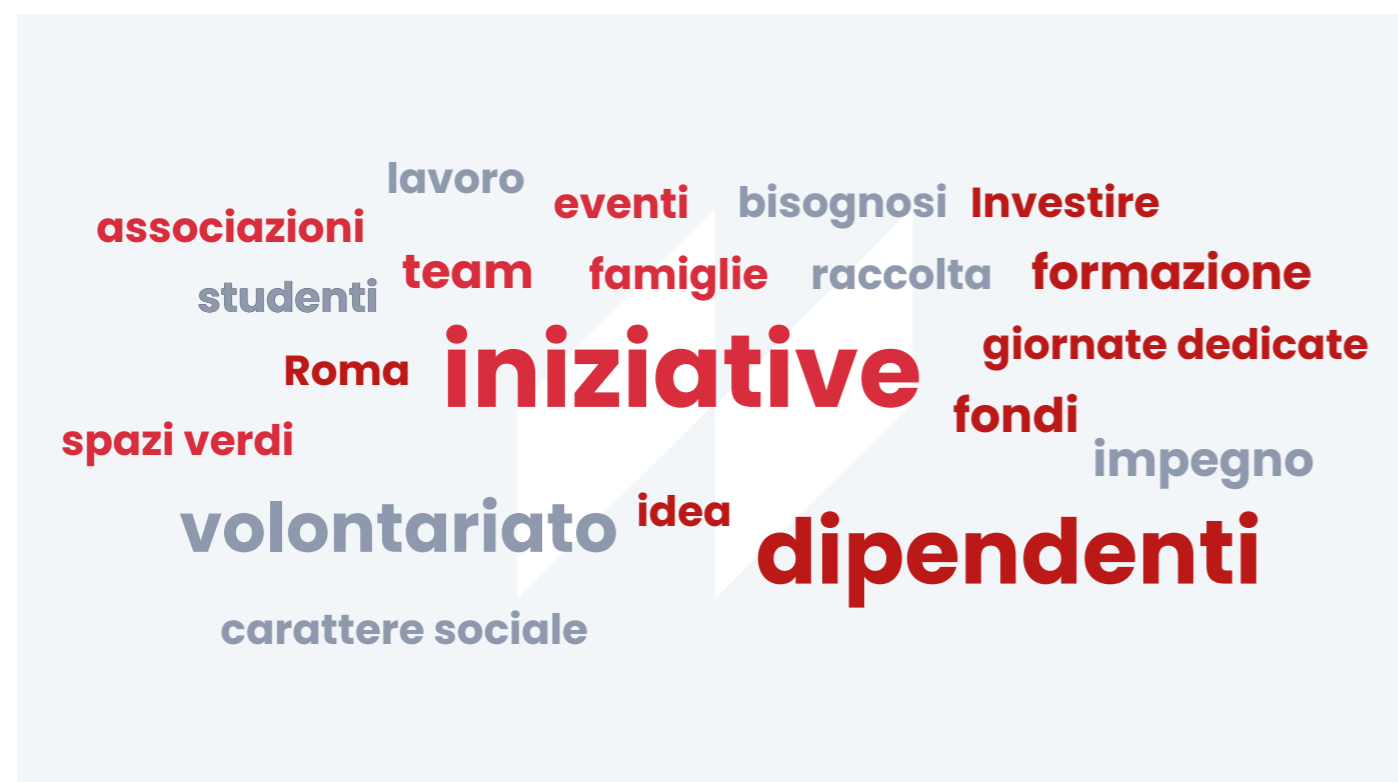 lavoro
eventi
bisognosi
Investire
associazioni
team
famiglie
raccolta
formazione
studenti
iniziative
giornate dedicate
Roma
fondi
spazi verdi
impegno
volontariato
idea
dipendenti
carattere sociale